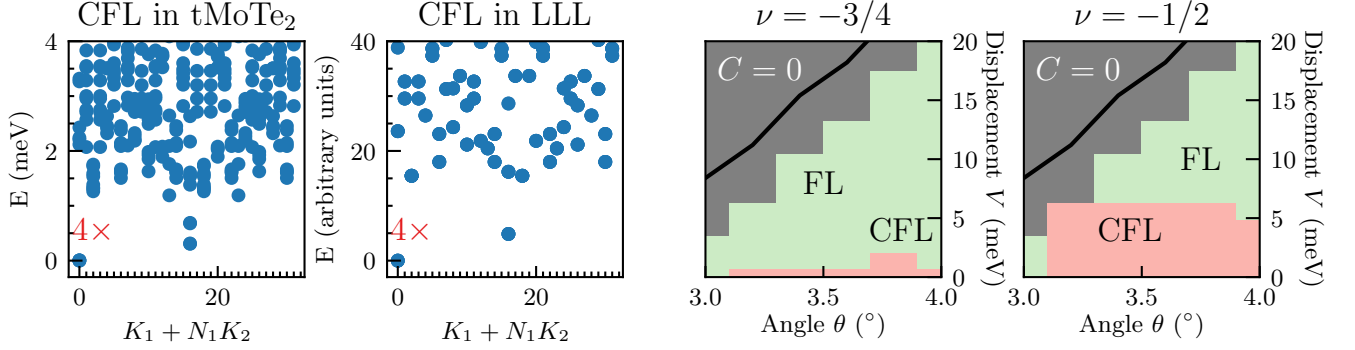 CFL in tMoTe₂
E (meV)
4
2
0
4 ×
0
20
K₁ + N₁K₂
CFL in LLL
E (arbitrary units)
40
20
0
4 ×
0
20
K₁ + N₁K₂
ν = −3/4
C = 0
FL
CFL
20
15
10
5
0
Displacement V (meV)
3.0
3.5
4.0
Angle θ (°)
ν = −1/2
C = 0
FL
CFL
20
15
10
5
0
Displacement V (meV)
3.0
3.5
4.0
Angle θ (°)